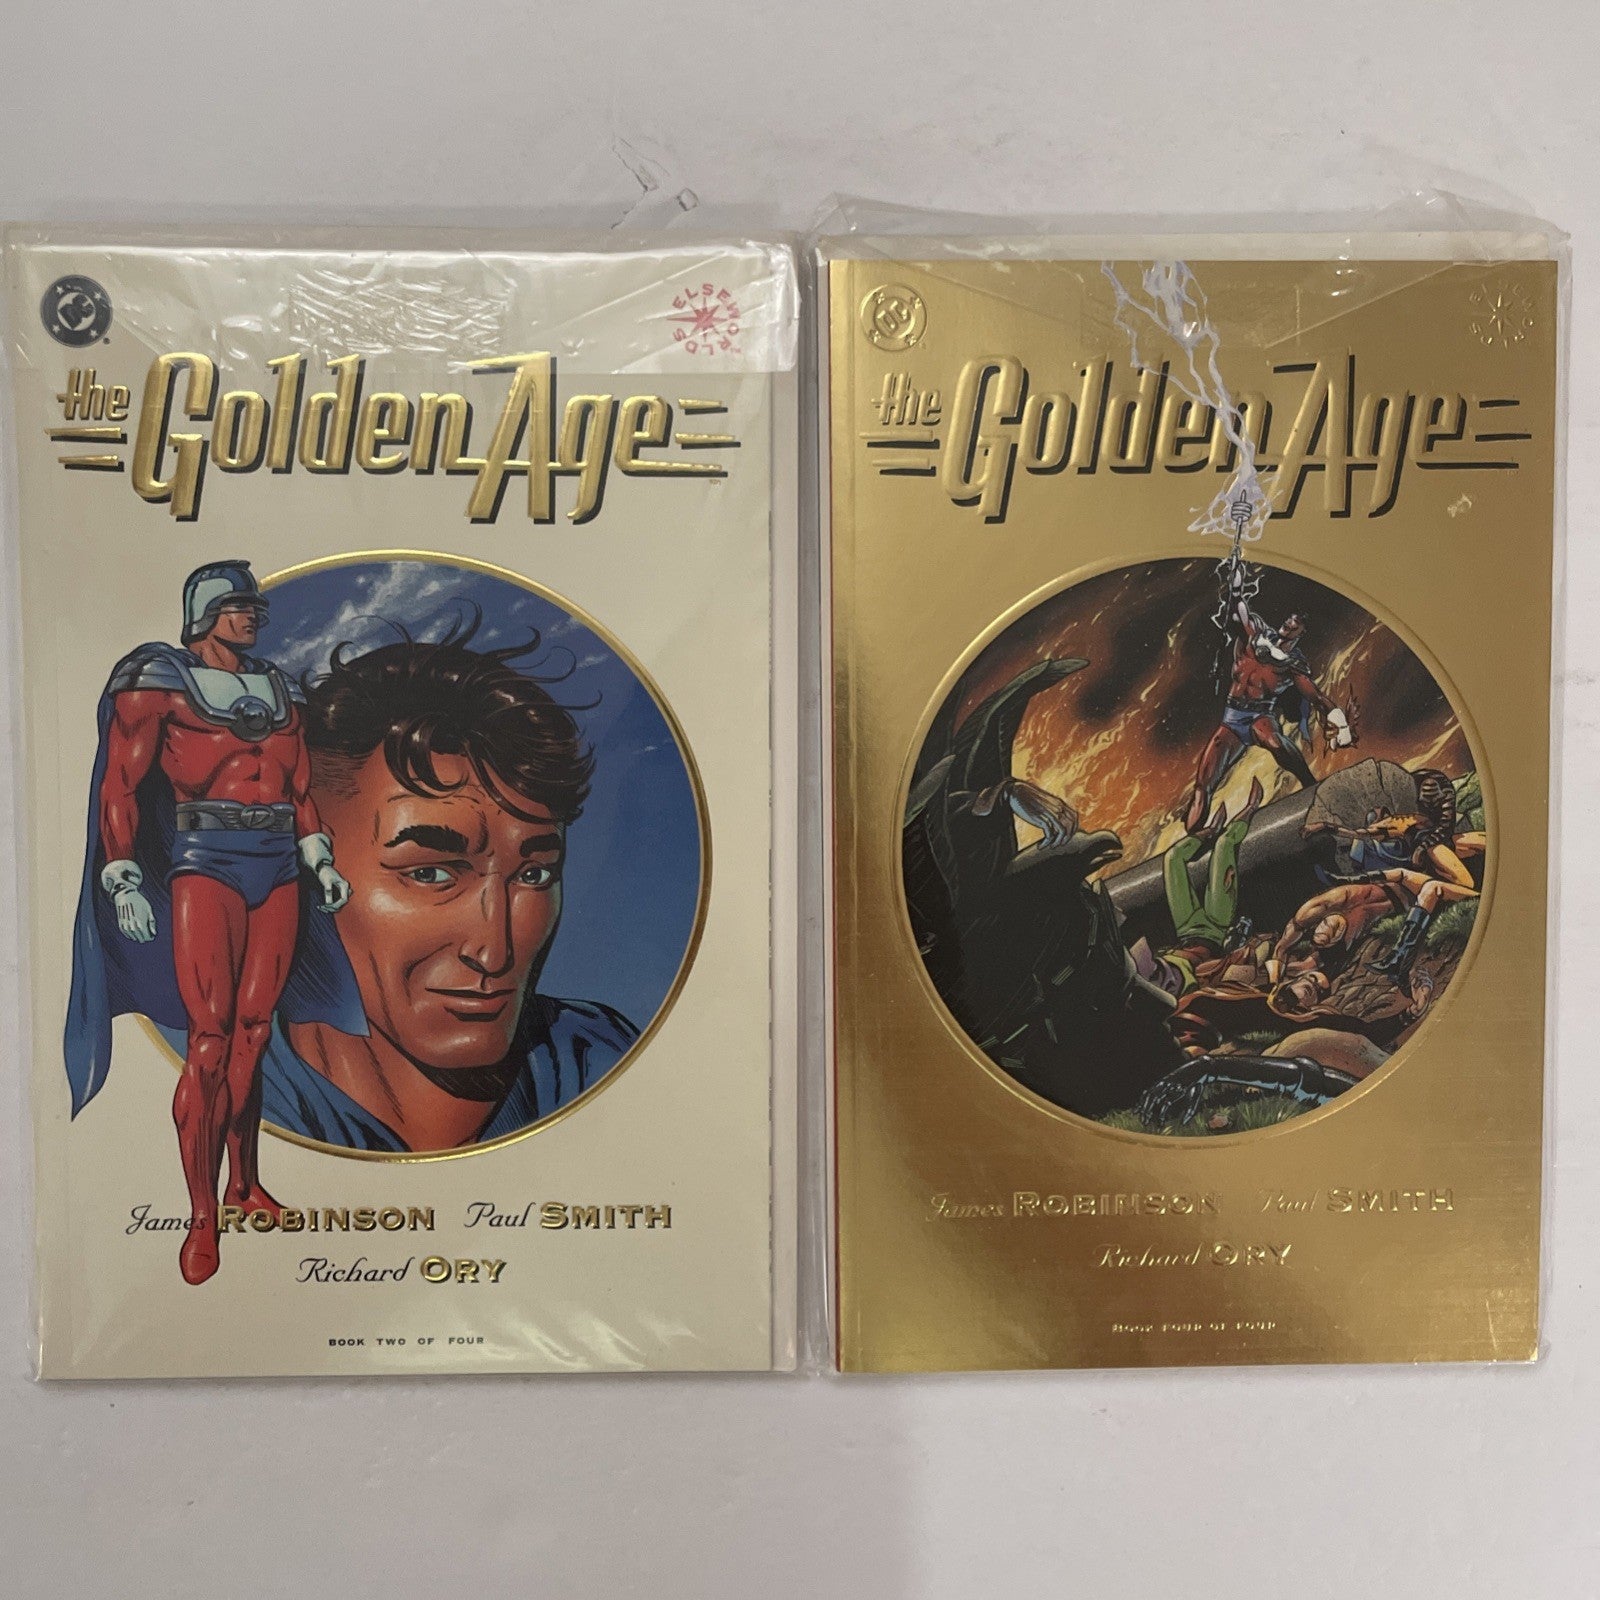 DC
ELSEWORLDS
the Golden Age
James ROBINSON Paul SMITH
Richard ORY
BOOK TWO OF FOUR
DC
the Golden Age
James ROBINSON Paul SMITH
Richard ORY
BOOK FOUR OF FOUR